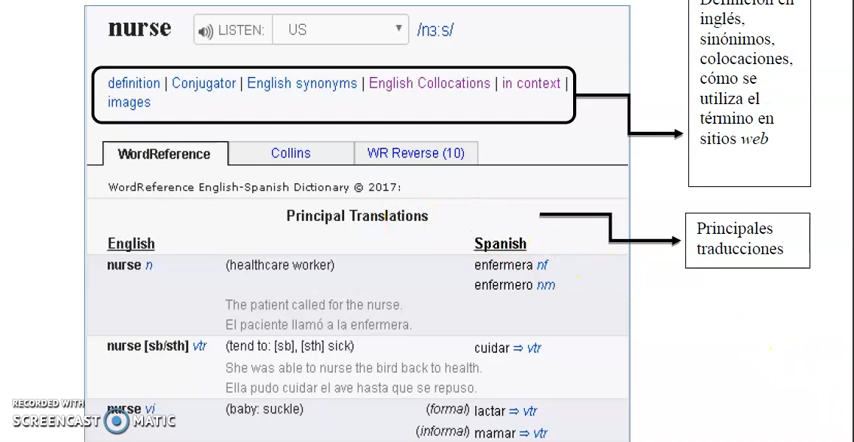 nurse LISTEN: US /nɜːs/
definition | Conjugator | English synonyms | English Collocations | in context |
images
WordReference Collins WR Reverse (10)
WordReference English-Spanish Dictionary © 2017:
Principal Translations
English Spanish
nurse n (healthcare worker) enfermera nf
enfermero nm
The patient called for the nurse.
El paciente llamó a la enfermera.
nurse [sb/sth] vtr (tend to: [sb], [sth] sick) cuidar ⇒ vtr
She was able to nurse the bird back to health.
Ella pudo cuidar el ave hasta que se repuso.
nurse vi (baby: suckle) (formal) lactar ⇒ vtr
(informal) mamar ⇒ vtr
Definición en
inglés,
sinónimos,
colocaciones,
cómo se
utiliza el
término en
sitios web
Principales
traducciones
RECORDED WITH
SCREENCAST MATIC